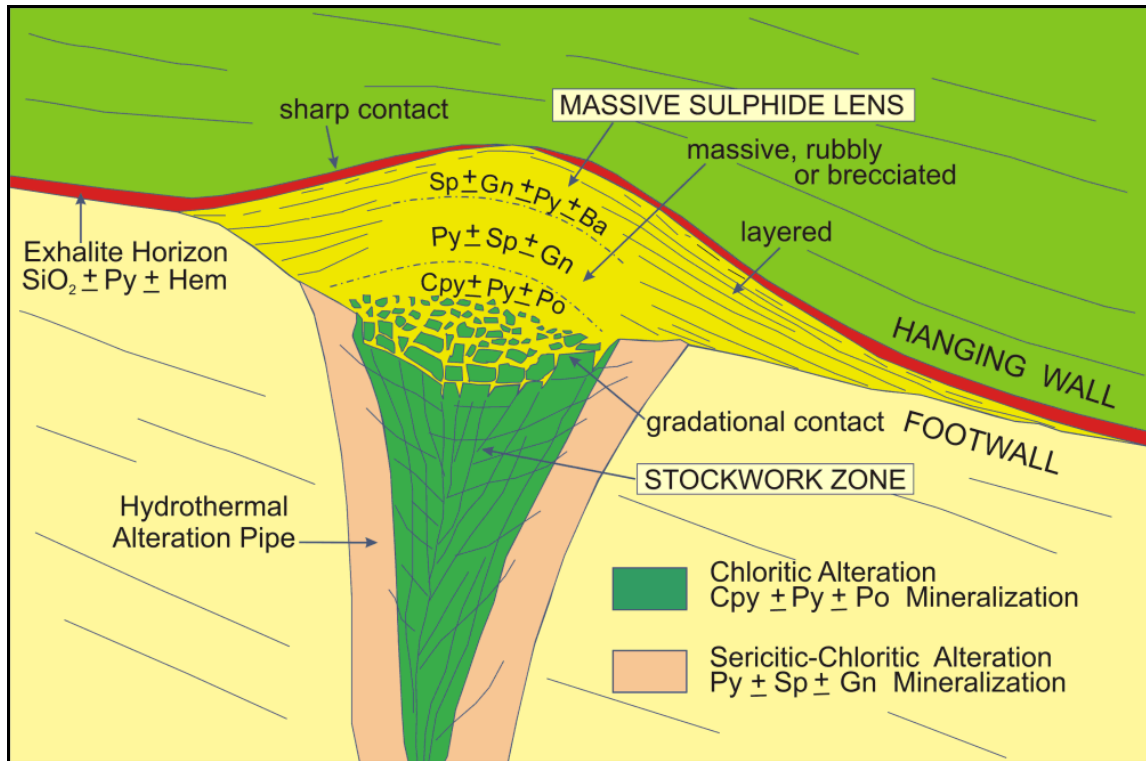 MASSIVE SULPHIDE LENS
sharp contact
massive, rubbly
or brecciated
Sp ± Gn ± Py ± Ba
layered
Exhalite Horizon
SiO₂ ± Py ± Hem
Py ± Sp ± Gn
Cpy ± Py ± Po
HANGING WALL
gradational contact
FOOTWALL
STOCKWORK ZONE
Hydrothermal
Alteration Pipe
Chloritic Alteration
Cpy ± Py ± Po Mineralization
Sericitic-Chloritic Alteration
Py ± Sp ± Gn Mineralization